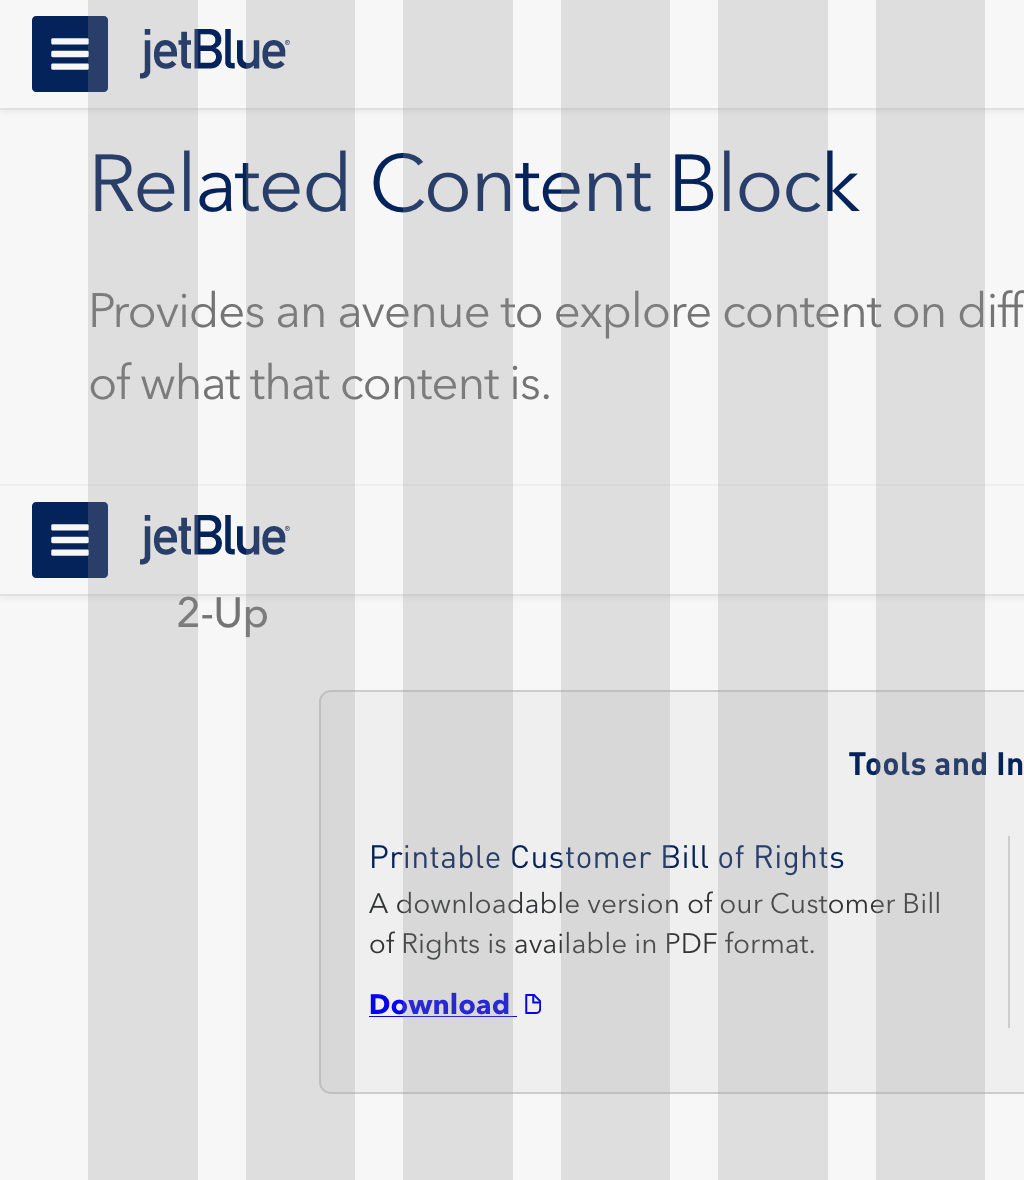 jetBlue®
Related Content Block
Provides an avenue to explore content on diff
of what that content is.
jetBlue®
2-Up
Tools and In
Printable Customer Bill of Rights
A downloadable version of our Customer Bill
of Rights is available in PDF format.
Download